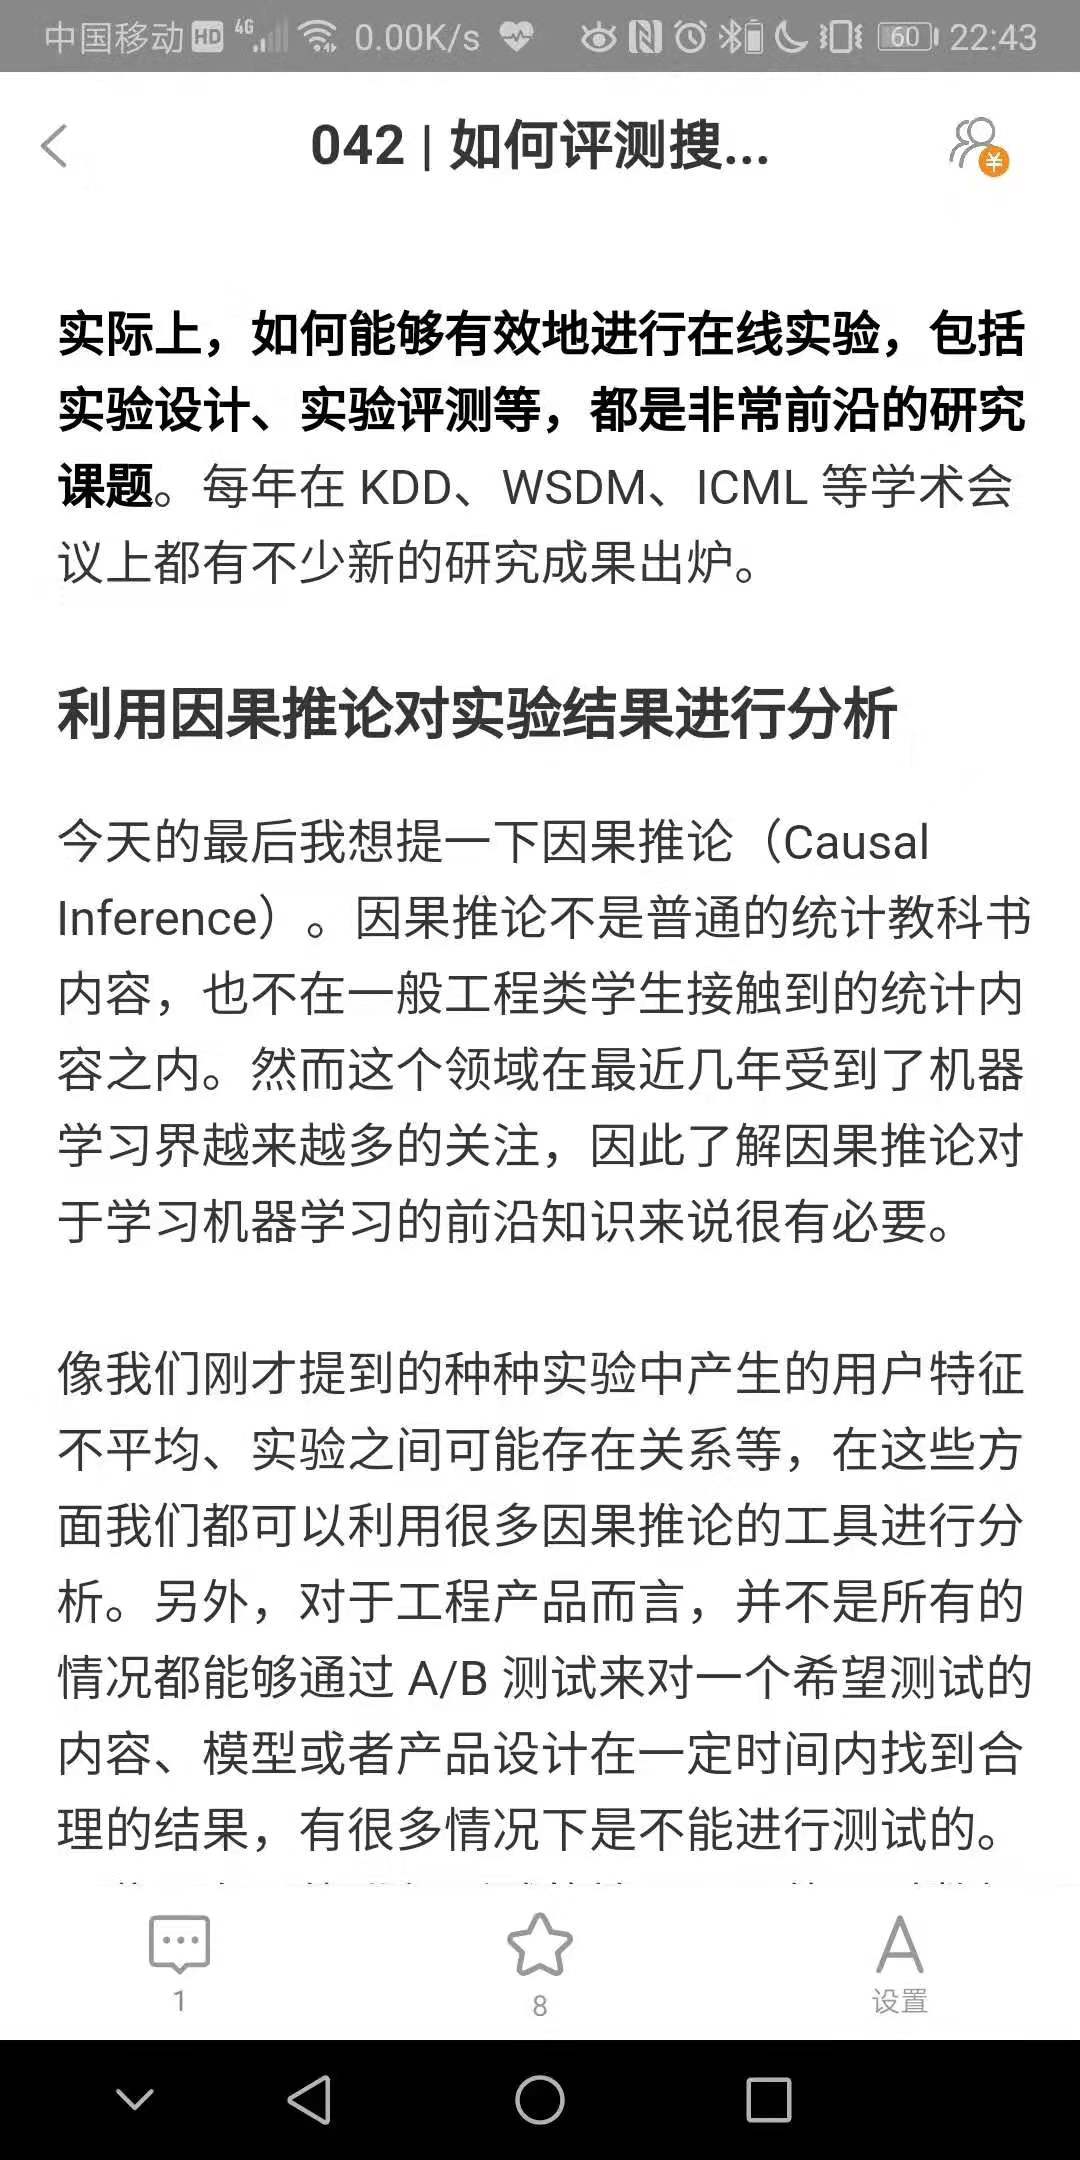 中国移动 HD 4G 0.00K/s 60 22:43
042 | 如何评测搜...
实际上，如何能够有效地进行在线实验，包括
实验设计、实验评测等，都是非常前沿的研究
课题。每年在 KDD、WSDM、ICML 等学术会
议上都有不少新的研究成果出炉。
利用因果推论对实验结果进行分析
今天的最后我想提一下因果推论（Causal
Inference）。因果推论不是普通的统计教科书
内容，也不在一般工程类学生接触到的统计内
容之内。然而这个领域在最近几年受到了机器
学习界越来越多的关注，因此了解因果推论对
于学习机器学习的前沿知识来说很有必要。
像我们刚才提到的种种实验中产生的用户特征
不平均、实验之间可能存在关系等，在这些方
面我们都可以利用很多因果推论的工具进行分
析。另外，对于工程产品而言，并不是所有的
情况都能够通过 A/B 测试来对一个希望测试的
内容、模型或者产品设计在一定时间内找到合
理的结果，有很多情况下是不能进行测试的。
1
8
设置